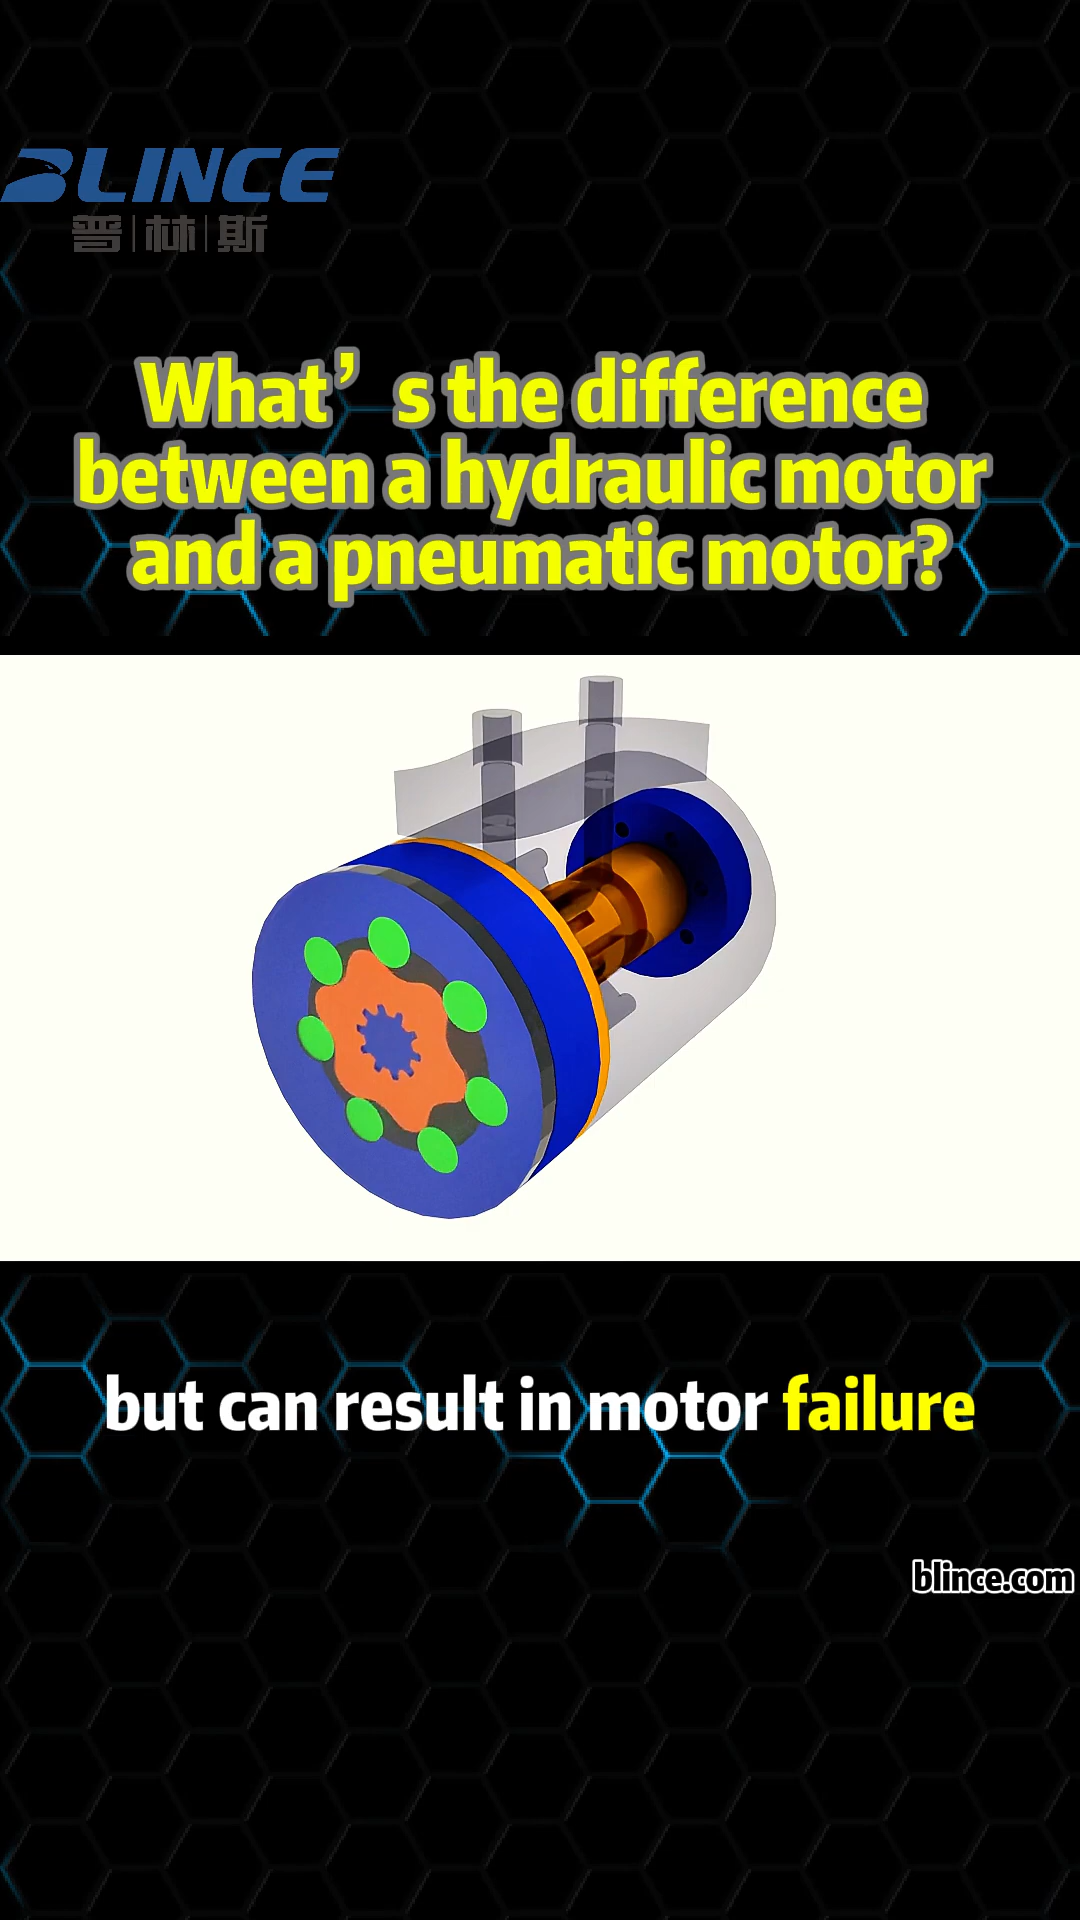 BLINCE
普|林|斯
What’s the difference
between a hydraulic motor
and a pneumatic motor?
but can result in motor failure
blince.com